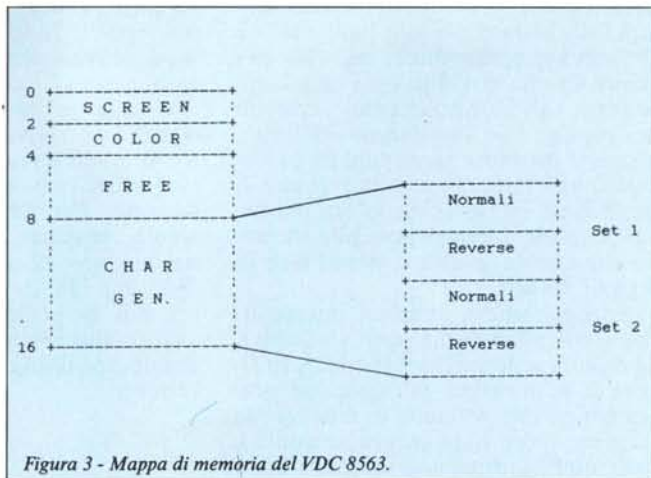 0
S C R E E N
2
C O L O R
4
F R E E
8
C H A R
G E N.
16
Normali
Reverse
Set 1
Normali
Reverse
Set 2
Figura 3 - Mappa di memoria del VDC 8563.